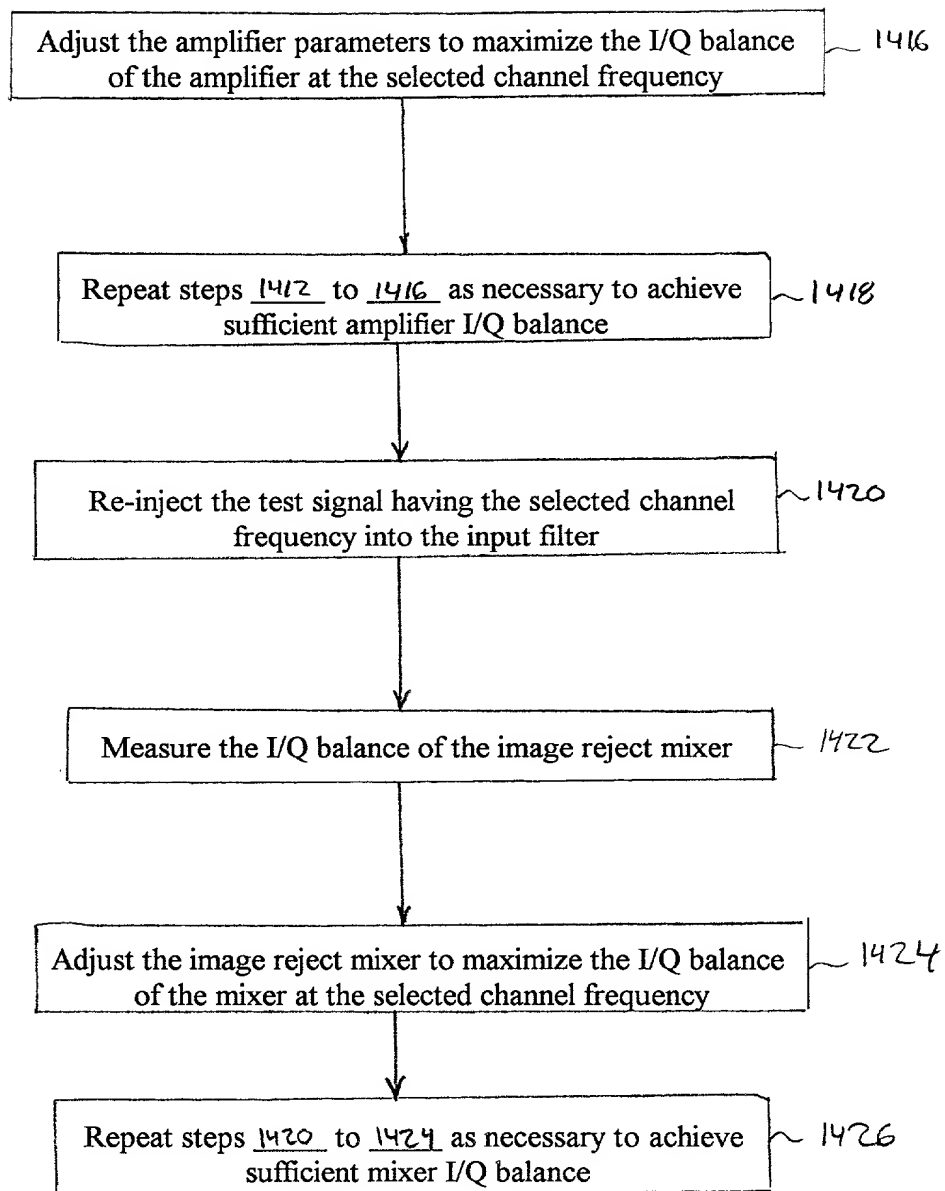 Adjust the amplifier parameters to maximize the I/Q balance 1416
of the amplifier at the selected channel frequency
Repeat steps 1412 to 1416 as necessary to achieve 1418
sufficient amplifier I/Q balance
Re-inject the test signal having the selected channel 1420
frequency into the input filter
Measure the I/Q balance of the image reject mixer 1422
Adjust the image reject mixer to maximize the I/Q balance 1424
of the mixer at the selected channel frequency
Repeat steps 1420 to 1424 as necessary to achieve 1426
sufficient mixer I/Q balance